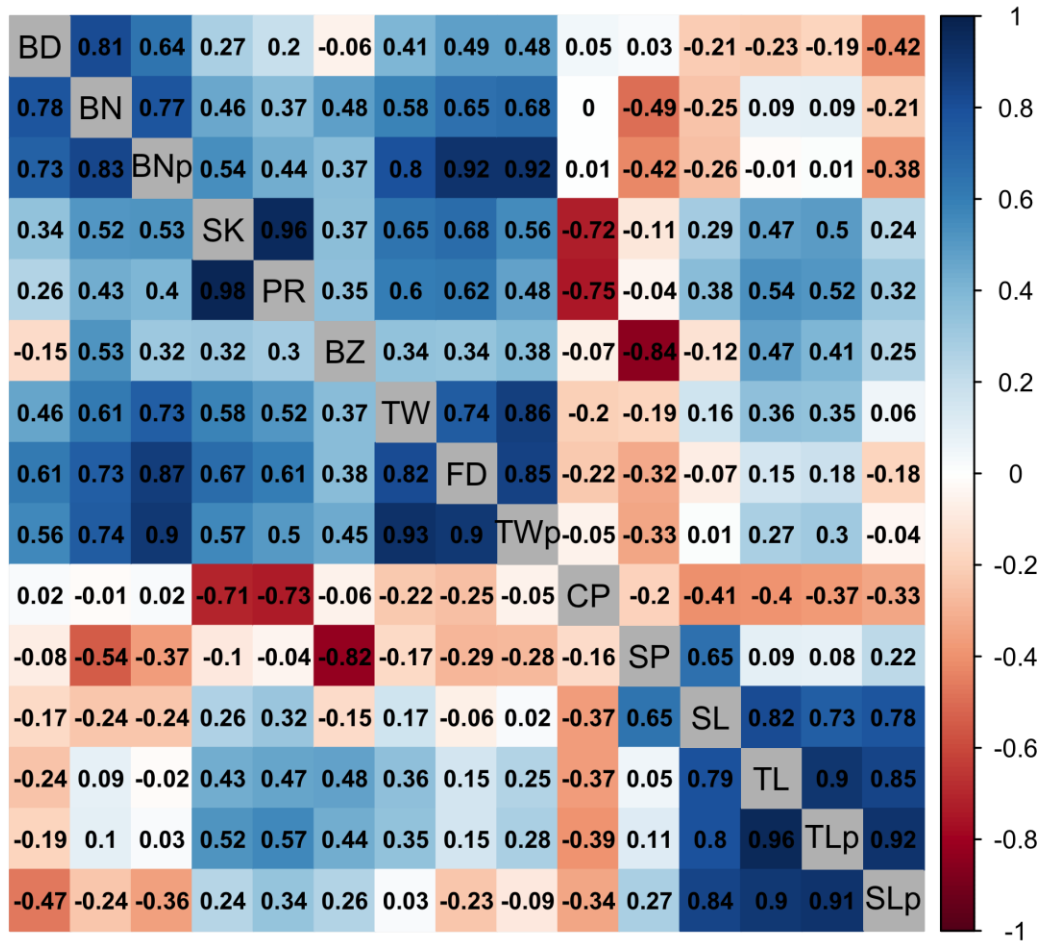 BD 0.81 0.64 0.27 0.2 -0.06 0.41 0.49 0.48 0.05 0.03 -0.21 -0.23 -0.19 -0.42
0.78 BN 0.77 0.46 0.37 0.48 0.58 0.65 0.68 0 -0.49 -0.25 0.09 0.09 -0.21
0.73 0.83 BNp 0.54 0.44 0.37 0.8 0.92 0.92 0.01 -0.42 -0.26 -0.01 0.01 -0.38
0.34 0.52 0.53 SK 0.96 0.37 0.65 0.68 0.56 -0.72 -0.11 0.29 0.47 0.5 0.24
0.26 0.43 0.4 0.98 PR 0.35 0.6 0.62 0.48 -0.75 -0.04 0.38 0.54 0.52 0.32
-0.15 0.53 0.32 0.32 0.3 BZ 0.34 0.34 0.38 -0.07 -0.84 -0.12 0.47 0.41 0.25
0.46 0.61 0.73 0.58 0.52 0.37 TW 0.74 0.86 -0.2 -0.19 0.16 0.36 0.35 0.06
0.61 0.73 0.87 0.67 0.61 0.38 0.82 FD 0.85 -0.22 -0.32 -0.07 0.15 0.18 -0.18
0.56 0.74 0.9 0.57 0.5 0.45 0.93 0.9 TWp -0.05 -0.33 0.01 0.27 0.3 -0.04
0.02 -0.01 0.02 -0.71 -0.73 -0.06 -0.22 -0.25 -0.05 CP -0.2 -0.41 -0.4 -0.37 -0.33
-0.08 -0.54 -0.37 -0.1 -0.04 -0.82 -0.17 -0.29 -0.28 -0.16 SP 0.65 0.09 0.08 0.22
-0.17 -0.24 -0.24 0.26 0.32 -0.15 0.17 -0.06 0.02 -0.37 0.65 SL 0.82 0.73 0.78
-0.24 0.09 -0.02 0.43 0.47 0.48 0.36 0.15 0.25 -0.37 0.05 0.79 TL 0.9 0.85
-0.19 0.1 0.03 0.52 0.57 0.44 0.35 0.15 0.28 -0.39 0.11 0.8 0.96 TLp 0.92
-0.47 -0.24 -0.36 0.24 0.34 0.26 0.03 -0.23 -0.09 -0.34 0.27 0.84 0.9 0.91 SLp
1
0.8
0.6
0.4
0.2
0
-0.2
-0.4
-0.6
-0.8
-1